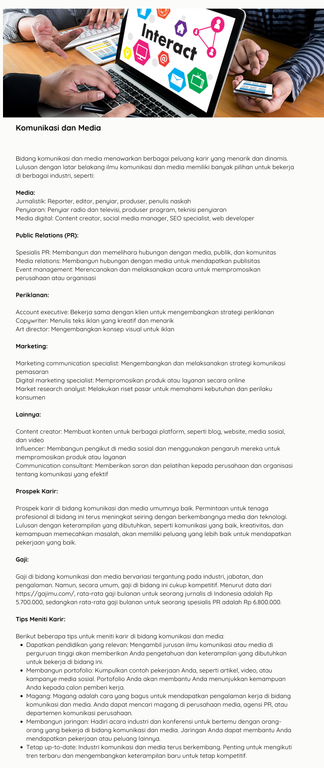 Interact
Komunikasi dan Media
Bidang komunikasi dan media menawarkan berbagai peluang karir yang menarik dan dinamis.
Lulusan dengan latar belakang ilmu komunikasi dan media memiliki banyak pilihan untuk bekerja
di berbagai industri, seperti:
Media:
Jurnalistik: Reporter, editor, penyiar, produser, penulis naskah
Penyiaran: Penyiar radio dan televisi, produser program, teknisi penyiaran
Media digital: Content creator, social media manager, SEO specialist, web developer
Public Relations (PR):
Spesialis PR: Membangun dan memelihara hubungan dengan media, publik, dan komunitas
Media relations: Membangun hubungan dengan media untuk mendapatkan publisitas
Event management: Merencanakan dan melaksanakan acara untuk mempromosikan
perusahaan atau organisasi
Periklanan:
Account executive: Bekerja sama dengan klien untuk mengembangkan strategi periklanan
Copywriter: Menulis teks iklan yang kreatif dan menarik
Art director: Mengembangkan konsep visual untuk iklan
Marketing:
Marketing communication specialist: Mengembangkan dan melaksanakan strategi komunikasi
pemasaran
Digital marketing specialist: Mempromosikan produk atau layanan secara online
Market research analyst: Melakukan riset pasar untuk memahami kebutuhan dan perilaku
konsumen
Lainnya:
Content creator: Membuat konten untuk berbagai platform, seperti blog, website, media sosial,
dan video
Influencer: Membangun pengikut di media sosial dan menggunakan pengaruh mereka untuk
mempromosikan produk atau layanan
Communication consultant: Memberikan saran dan pelatihan kepada perusahaan dan organisasi
tentang komunikasi yang efektif
Prospek Karir:
Prospek karir di bidang komunikasi dan media umumnya baik. Permintaan untuk tenaga
profesional di bidang ini terus meningkat seiring dengan berkembangnya media dan teknologi.
Lulusan dengan keterampilan yang dibutuhkan, seperti komunikasi yang baik, kreativitas, dan
kemampuan memecahkan masalah, akan memiliki peluang yang lebih baik untuk mendapatkan
pekerjaan yang baik.
Gaji:
Gaji di bidang komunikasi dan media bervariasi tergantung pada industri, jabatan, dan
pengalaman. Namun, secara umum, gaji di bidang ini cukup kompetitif. Menurut data dari
https://gajimu.com/, rata-rata gaji bulanan untuk seorang jurnalis di Indonesia adalah Rp
5.700.000, sedangkan rata-rata gaji bulanan untuk seorang spesialis PR adalah Rp 6.800.000.
Tips Meniti Karir:
Berikut beberapa tips untuk meniti karir di bidang komunikasi dan media:
• Dapatkan pendidikan yang relevan: Mengambil jurusan ilmu komunikasi atau media di
perguruan tinggi akan memberikan Anda pengetahuan dan keterampilan yang dibutuhkan
untuk bekerja di bidang ini.
• Membangun portofolio: Kumpulkan contoh pekerjaan Anda, seperti artikel, video, atau
kampanye media sosial. Portofolio Anda akan membantu Anda menunjukkan kemampuan
Anda kepada calon pemberi kerja.
• Magang: Magang adalah cara yang bagus untuk mendapatkan pengalaman kerja di bidang
komunikasi dan media. Anda dapat mencari magang di perusahaan media, agensi PR, atau
departemen komunikasi perusahaan.
• Membangun jaringan: Hadiri acara industri dan konferensi untuk bertemu dengan orang-
orang yang bekerja di bidang komunikasi dan media. Jaringan Anda dapat membantu Anda
mendapatkan pekerjaan atau peluang lainnya.
• Tetap up-to-date: Industri komunikasi dan media terus berkembang. Penting untuk mengikuti
tren terbaru dan mengembangkan keterampilan baru untuk tetap kompetitif.